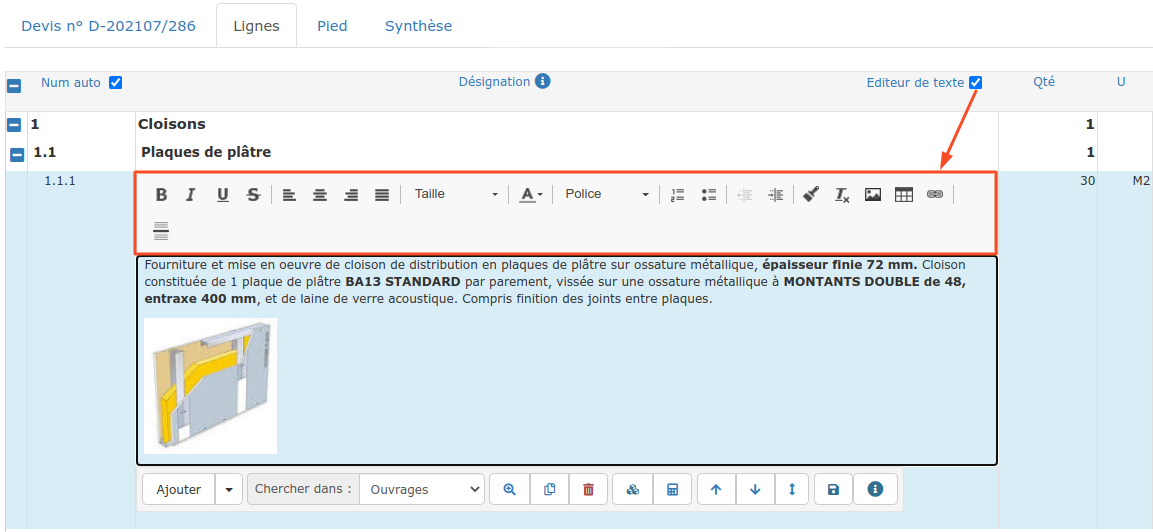 Devis n° D-202107/286 Lignes Pied Synthèse
Num auto Désignation Editeur de texte Qté U
1 Cloisons 1
1.1 Plaques de plâtre 1
1.1.1 B I U S Taille A Police Ix 30 M2
Fourniture et mise en oeuvre de cloison de distribution en plaques de plâtre sur ossature métallique, épaisseur finie 72 mm. Cloison
constituée de 1 plaque de plâtre BA13 STANDARD par parement, vissée sur une ossature métallique à MONTANTS DOUBLE de 48,
entraxe 400 mm, et de laine de verre acoustique. Compris finition des joints entre plaques.
Ajouter Chercher dans : Ouvrages